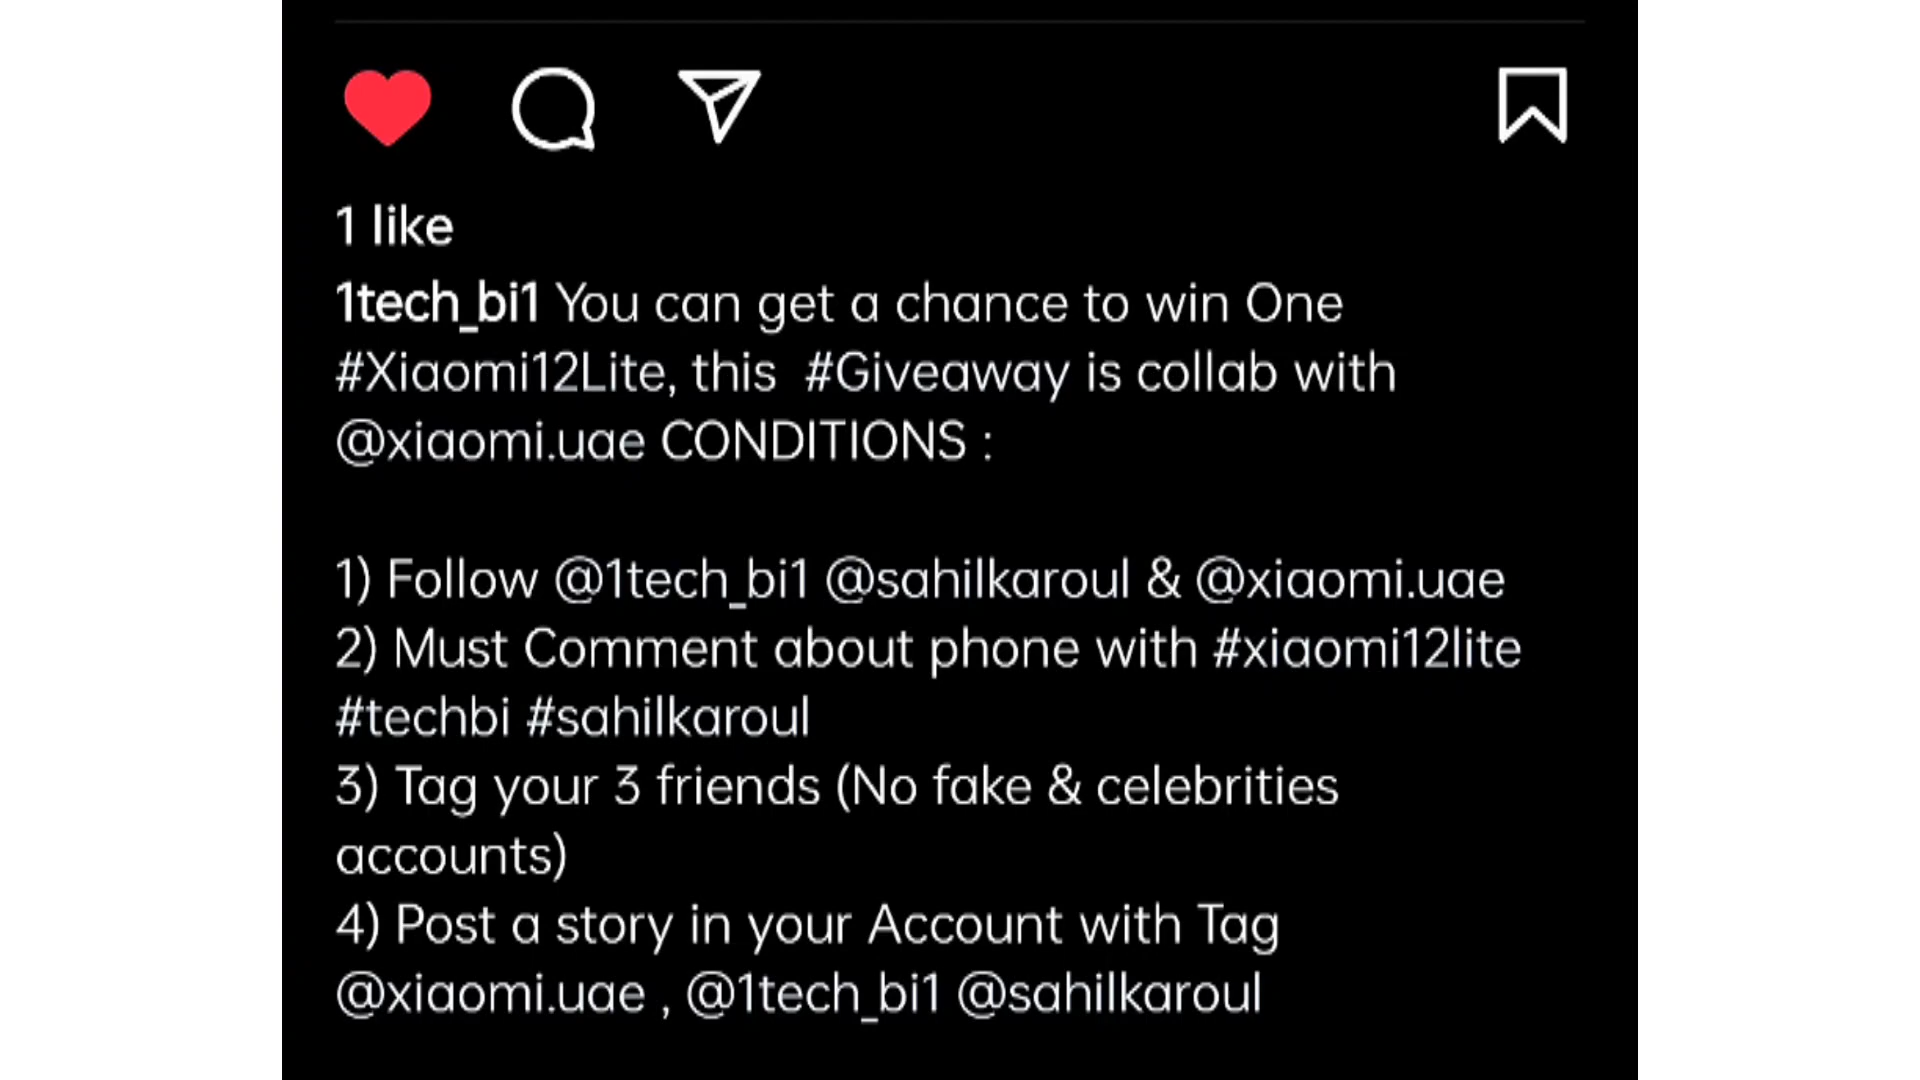 1 like
1tech_bi1 You can get a chance to win One
#Xiaomi12Lite, this  #Giveaway is collab with
@xiaomi.uae CONDITIONS :
1) Follow @1tech_bi1 @sahilkaroul & @xiaomi.uae
2) Must Comment about phone with #xiaomi12lite
#techbi #sahilkaroul
3) Tag your 3 friends (No fake & celebrities
accounts)
4) Post a story in your Account with Tag
@xiaomi.uae , @1tech_bi1 @sahilkaroul